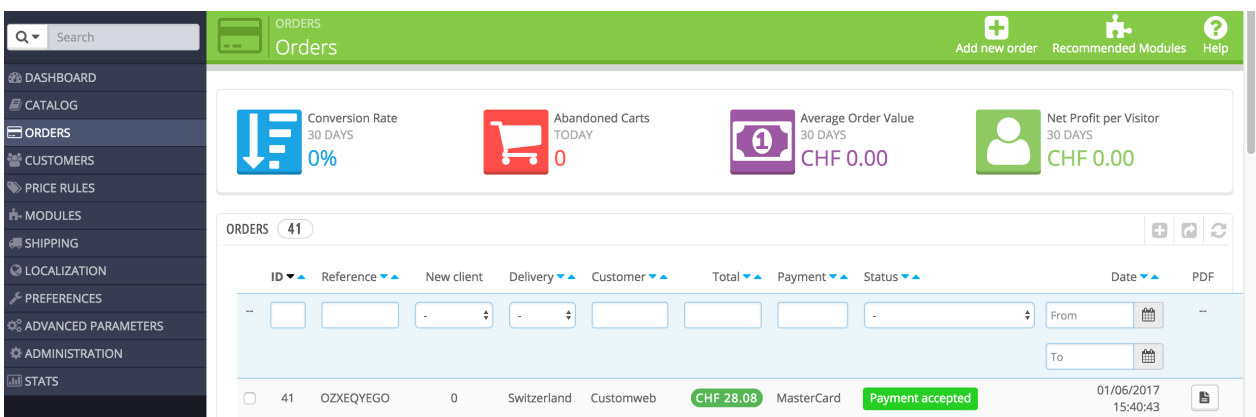 Search
DASHBOARD
CATALOG
ORDERS
CUSTOMERS
PRICE RULES
MODULES
SHIPPING
LOCALIZATION
PREFERENCES
ADVANCED PARAMETERS
ADMINISTRATION
STATS
ORDERS
Orders
Add new order Recommended Modules Help
Conversion Rate
30 DAYS
0%
Abandoned Carts
TODAY
0
1
Average Order Value
30 DAYS
CHF 0.00
Net Profit per Visitor
30 DAYS
CHF 0.00
ORDERS 41
ID Reference New client Delivery Customer Total Payment Status Date PDF
-- - - - From --
To
41 OZXEQYEGO 0 Switzerland Customweb CHF 28.08 MasterCard Payment accepted 01/06/2017
15:40:43